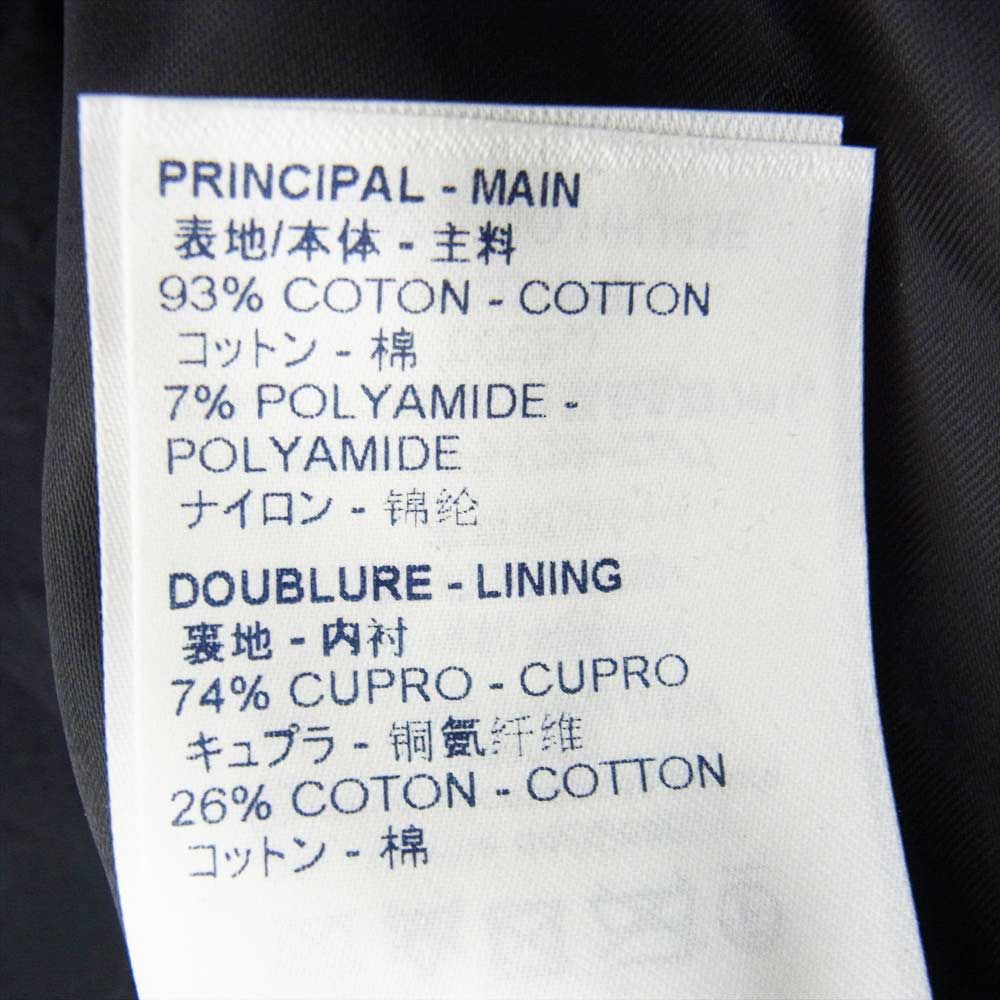 PRINCIPAL - MAIN
表地/本体 - 主料
93% COTON - COTTON
コットン - 棉
7% POLYAMIDE -
POLYAMIDE
ナイロン - 锦纶
DOUBLURE - LINING
裏地 - 内衬
74% CUPRO - CUPRO
キュプラ - 铜氨纤维
26% COTON - COTTON
コットン - 棉